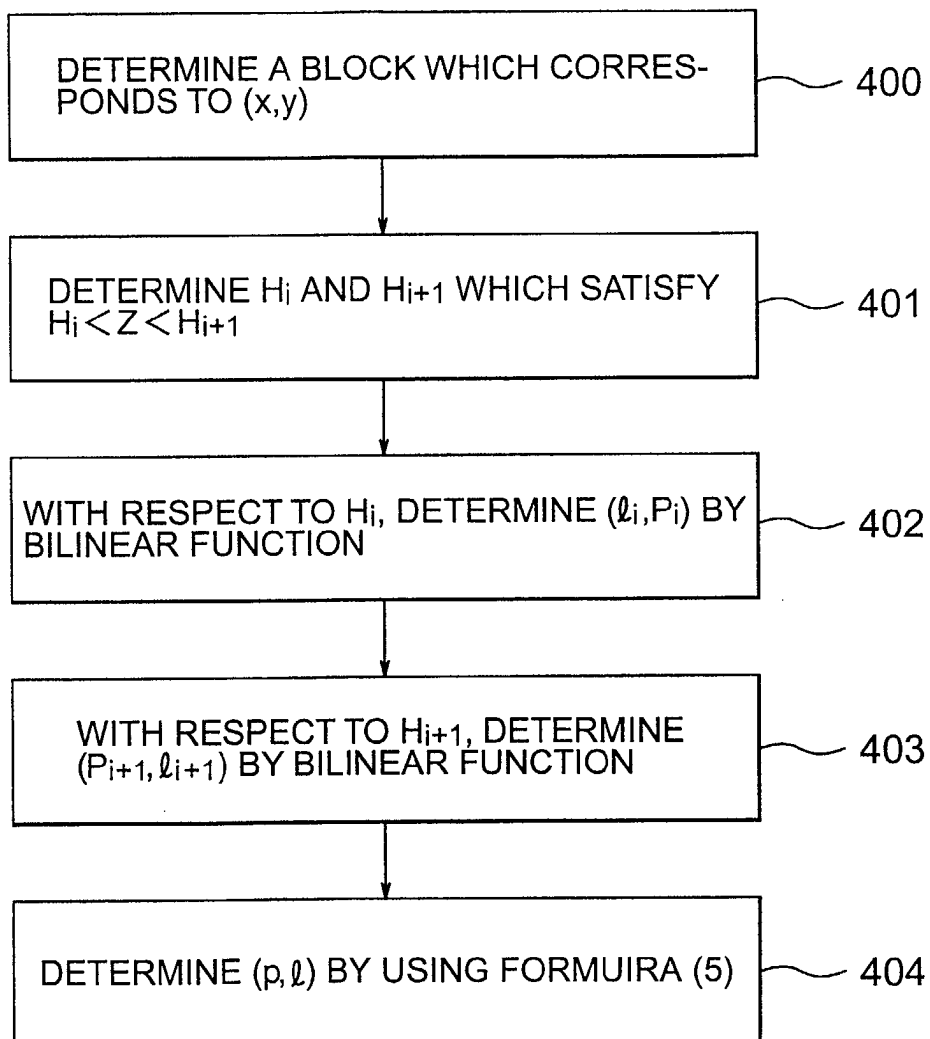 DETERMINE A BLOCK WHICH CORRES-
PONDS TO (x,y)
400
DETERMINE Hi AND Hi+1 WHICH SATISFY
Hi<Z<Hi+1
401
WITH RESPECT TO Hi, DETERMINE (ℓi,Pi) BY
BILINEAR FUNCTION
402
WITH RESPECT TO Hi+1, DETERMINE
(Pi+1,ℓi+1) BY BILINEAR FUNCTION
403
DETERMINE (p,ℓ) BY USING FORMUIRA (5)
404